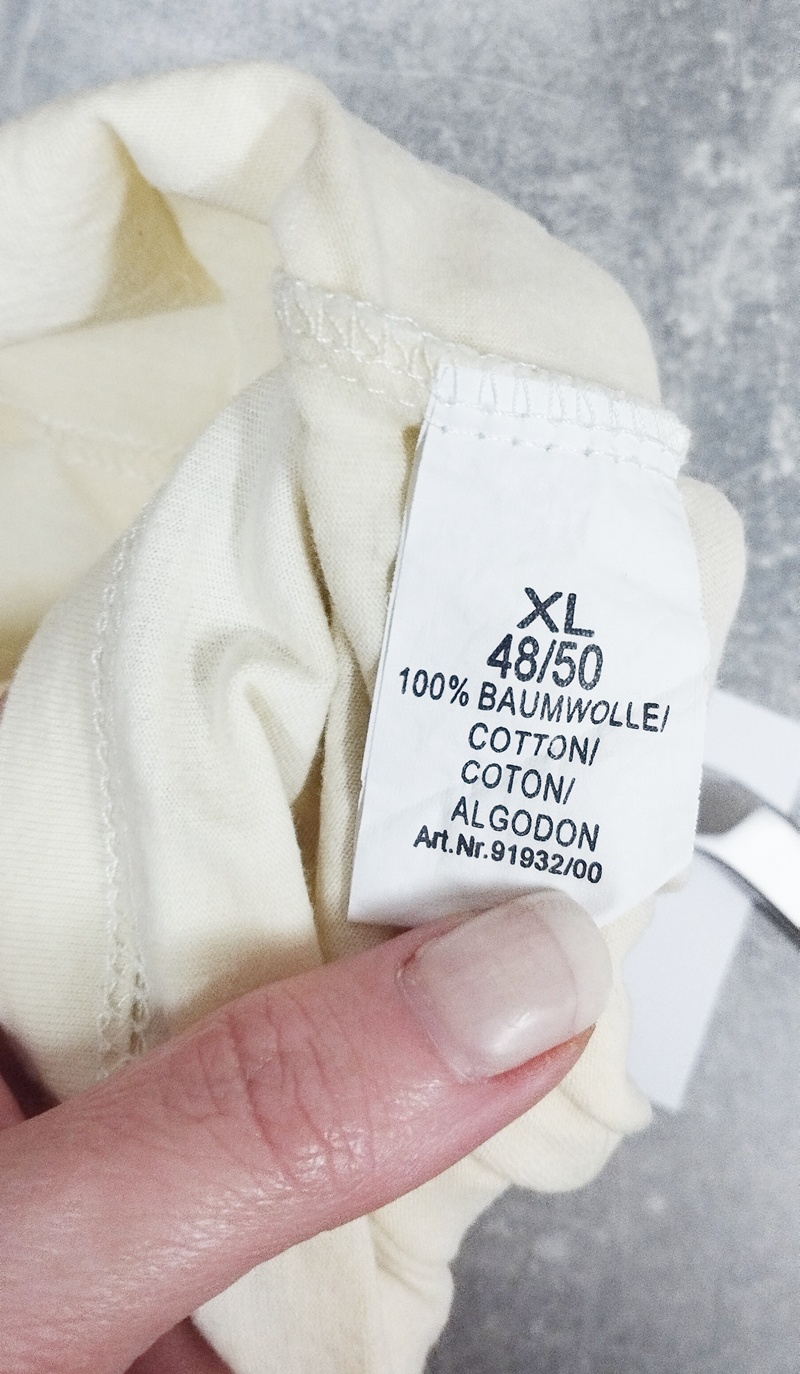 XL
48/50
100% BAUMWOLLE/
COTTON/
COTON/
ALGODON
Art.Nr.91932/00